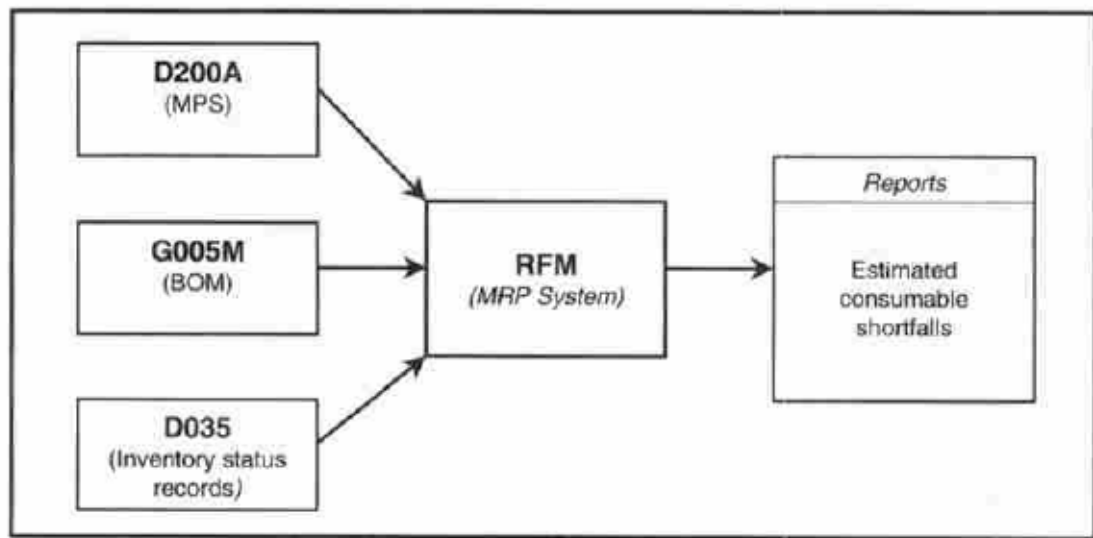 D200A
(MPS)
G005M
(BOM)
D035
(Inventory status
records)
RFM
(MRP System)
Reports
Estimated
consumable
shortfalls